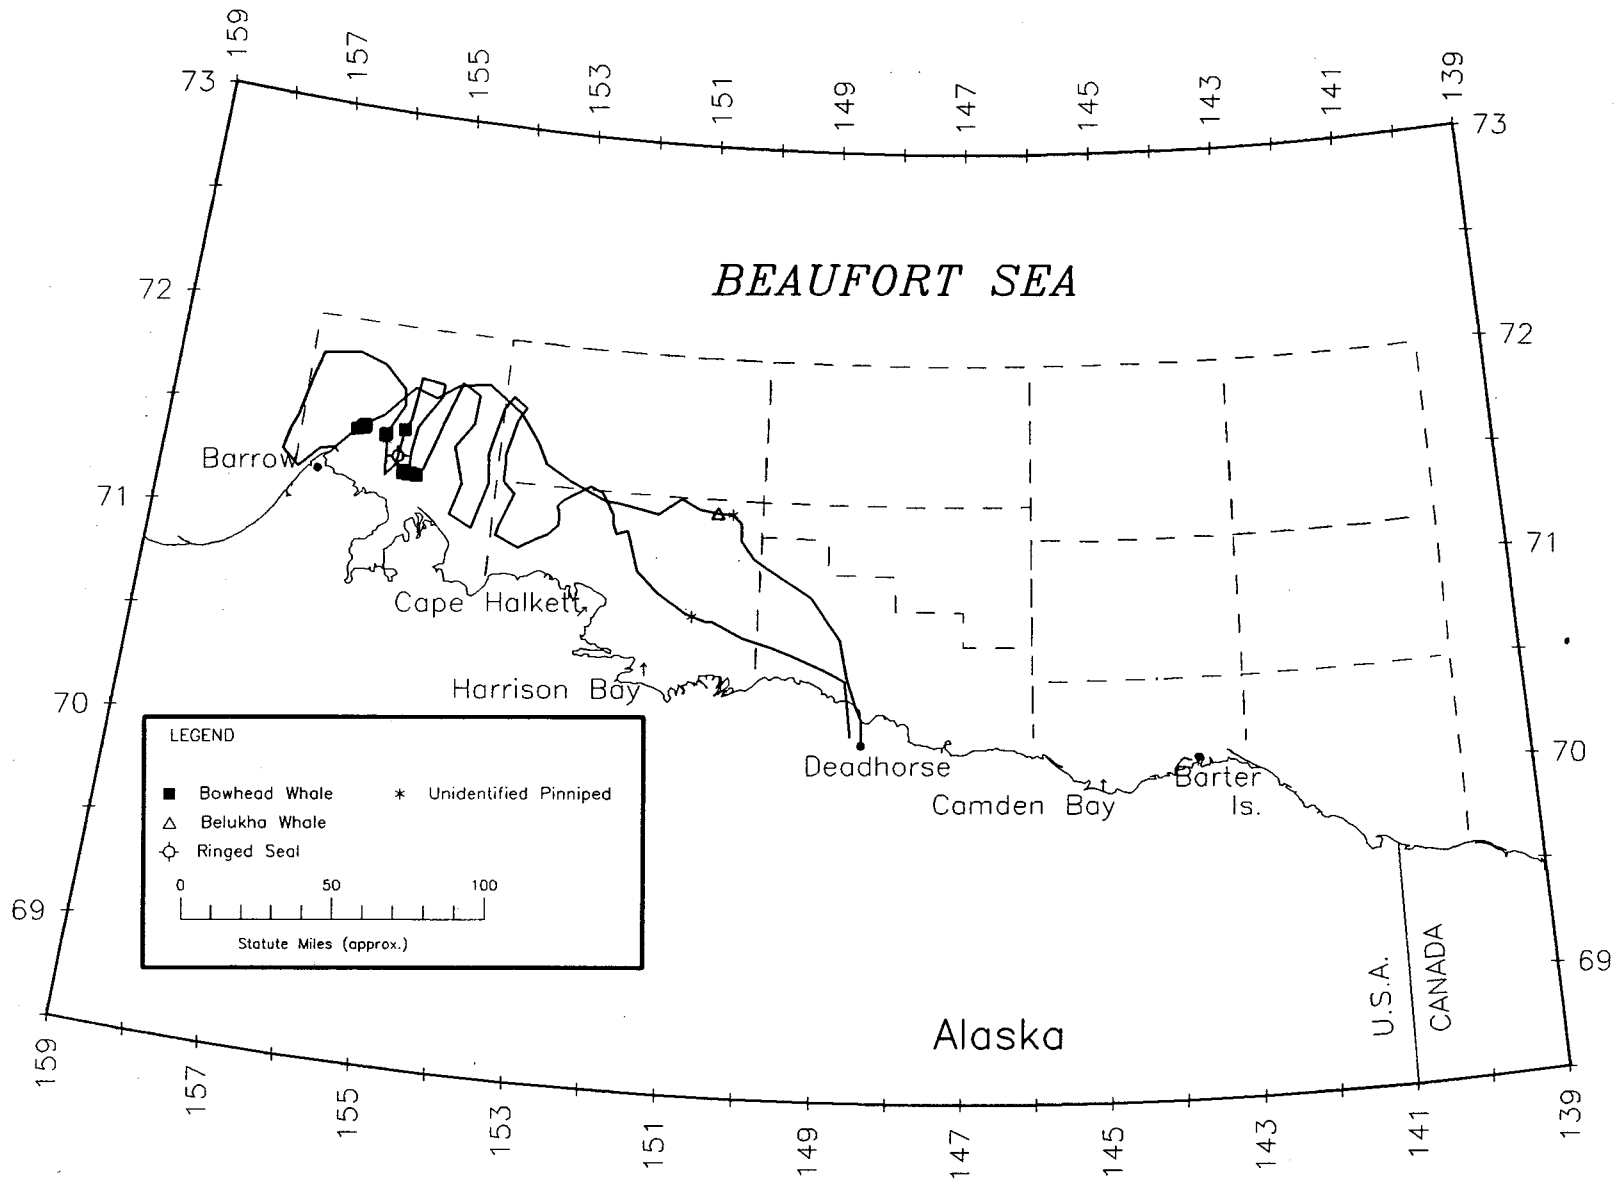 159 157 155 153 151 149 147 145 143 141 139
73 73
BEAUFORT SEA
72 72
Barrow
71 71
Cape Halkett
Harrison Bay
70 70
Deadhorse
Camden Bay
Barter
Is.
LEGEND
Bowhead Whale * Unidentified Pinniped
Belukha Whale
Ringed Seal
0 50 100
Statute Miles (approx.)
69 69
U.S.A.
CANADA
Alaska
159 157 155 153 151 149 147 145 143 141 139